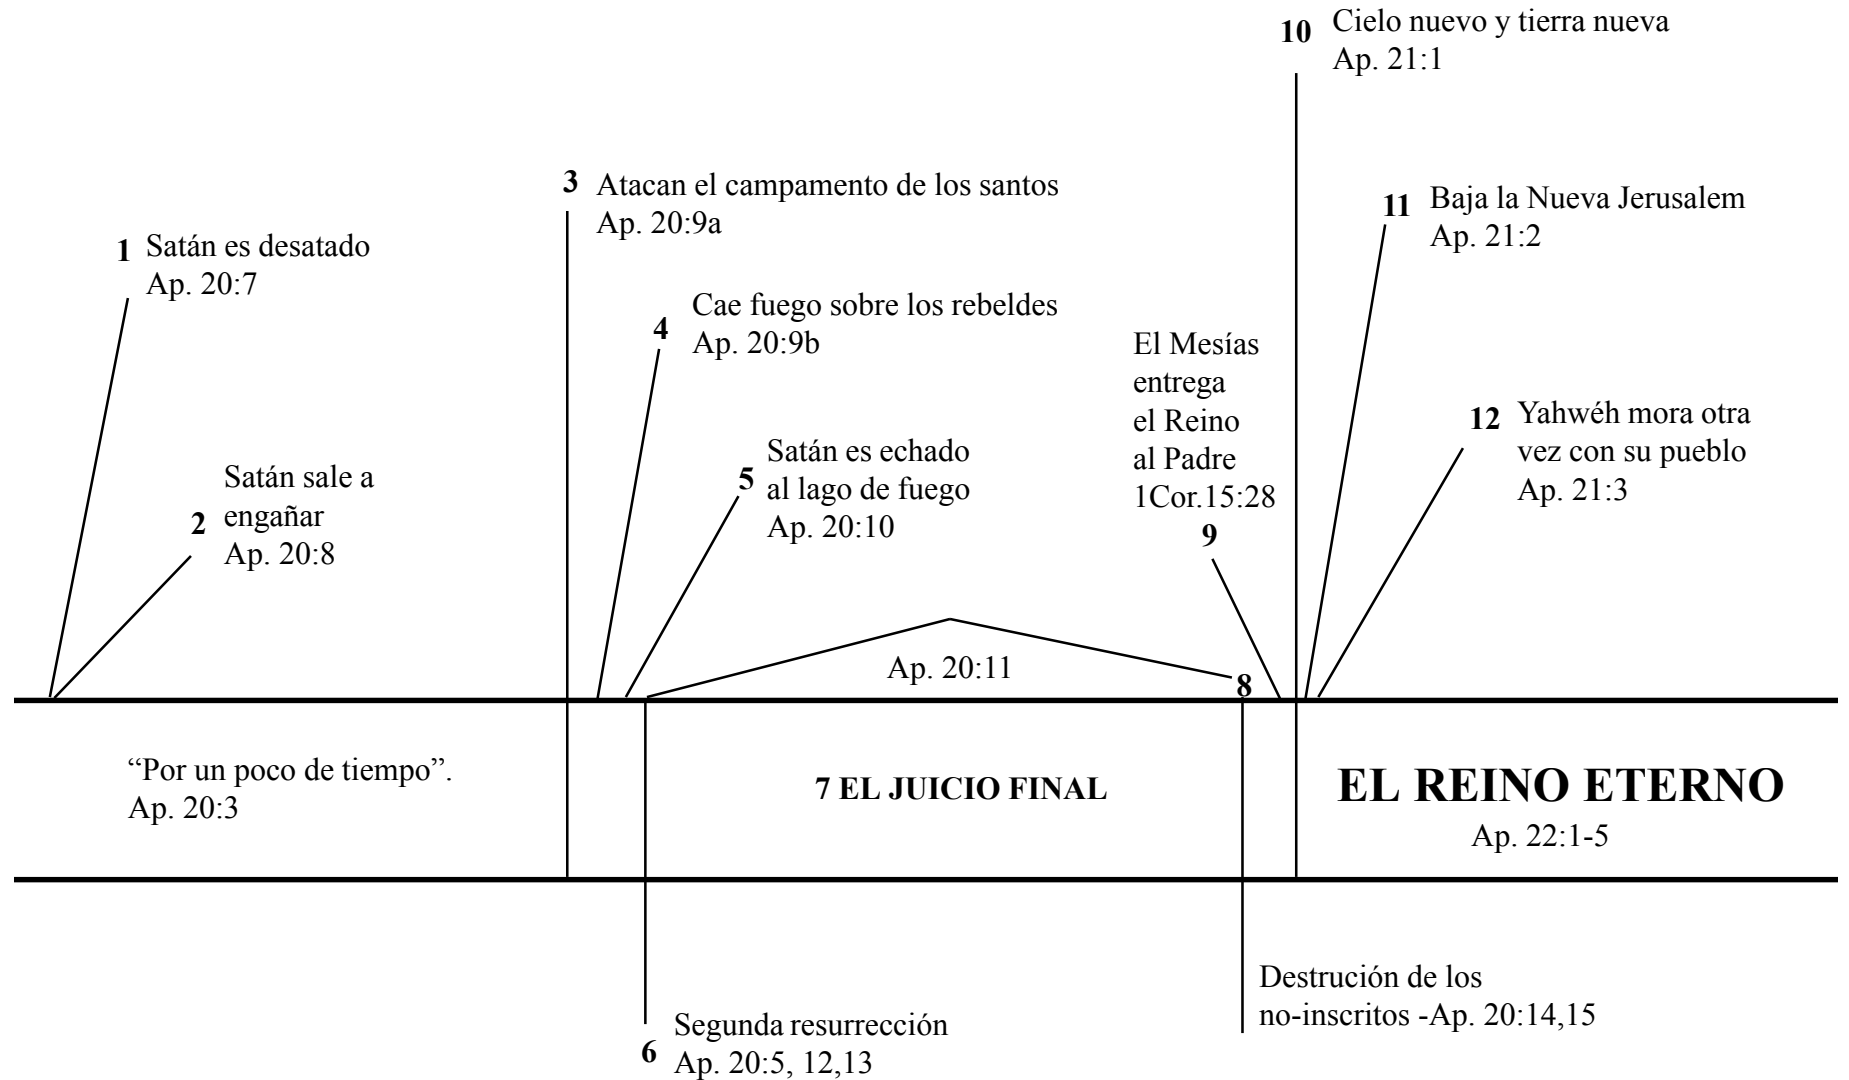 1 Satán es desatado
Ap. 20:7
2 Satán sale a
engañar
Ap. 20:8
3 Atacan el campamento de los santos
Ap. 20:9a
4 Cae fuego sobre los rebeldes
Ap. 20:9b
5 Satán es echado
al lago de fuego
Ap. 20:10
Ap. 20:11
8
El Mesías
entrega
el Reino
al Padre
1Cor.15:28
9
10 Cielo nuevo y tierra nueva
Ap. 21:1
11 Baja la Nueva Jerusalem
Ap. 21:2
12 Yahwéh mora otra
vez con su pueblo
Ap. 21:3
“Por un poco de tiempo”.
Ap. 20:3
7 EL JUICIO FINAL
EL REINO ETERNO
Ap. 22:1-5
6 Segunda resurrección
Ap. 20:5, 12,13
Destrución de los
no-inscritos -Ap. 20:14,15